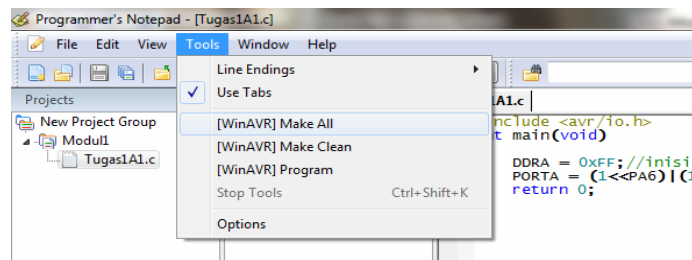 Programmer's Notepad - [Tugas1A1.c]
File Edit View Tools Window Help
Projects
New Project Group
Modul1
Tugas1A1.c
Line Endings
Use Tabs
[WinAVR] Make All
[WinAVR] Make Clean
[WinAVR] Program
Stop Tools Ctrl+Shift+K
Options
1A1.c
nclude <avr/io.h>
t main(void)
DDRA = 0xFF;//inisi
PORTA = (1<<PA6)|(1
return 0;